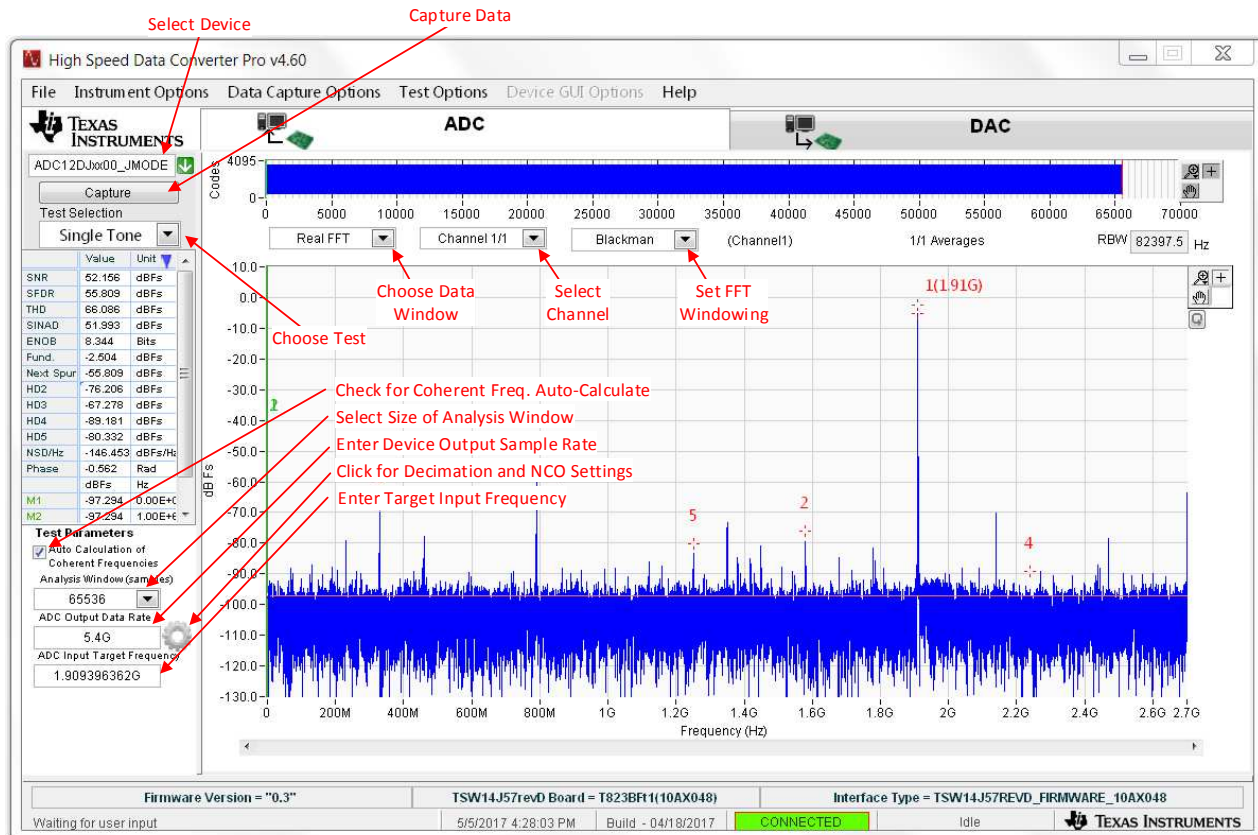 Select Device
Capture Data
High Speed Data Converter Pro v4.60
File Instrument Options Data Capture Options Test Options Device GUI Options Help
TEXAS INSTRUMENTS
ADC
DAC
ADC12DJxx00_JMODE
Capture
Test Selection
Single Tone
Codes
4095
0
0 5000 10000 15000 20000 25000 30000 35000 40000 45000 50000 55000 60000 65000 70000
Real FFT
Channel 1/1
Blackman
(Channel1)
1/1 Averages
RBW 82397.5 Hz
Value Unit
SNR 52.156 dBFs
SFDR 55.809 dBFs
THD 66.086 dBFs
SINAD 51.993 dBFs
ENOB 8.344 Bits
Fund. -2.504 dBFs
Next Spur -55.809 dBFs
HD2 -76.206 dBFs
HD3 -67.278 dBFs
HD4 -89.181 dBFs
HD5 -80.332 dBFs
NSD/Hz -146.453 dBFs/Hz
Phase -0.562 Rad
dBFs Hz
M1 -97.294 0.00E+0
M2 -97.294 1.00E+6
Choose Data Window
Select Channel
Set FFT Windowing
Choose Test
Check for Coherent Freq. Auto-Calculate
Select Size of Analysis Window
Enter Device Output Sample Rate
Click for Decimation and NCO Settings
Enter Target Input Frequency
1(1.91G)
5
2
4
dBFs
10.0
0.0
-10.0
-20.0
-30.0
-40.0
-50.0
-60.0
-70.0
-80.0
-90.0
-100.0
-110.0
-120.0
-130.0
0 200M 400M 600M 800M 1G 1.2G 1.4G 1.6G 1.8G 2G 2.2G 2.4G 2.6G 2.7G
Frequency (Hz)
Test Parameters
Auto Calculation of
Coherent Frequencies
Analysis Window (samples)
65536
ADC Output Data Rate
5.4G
ADC Input Target Frequency
1.909396362G
Firmware Version = "0.3"
TSW14J57revD Board = T823BFt1(10AX048)
Interface Type = TSW14J57REVD_FIRMWARE_10AX048
Waiting for user input
5/5/2017 4:28:03 PM
Build - 04/18/2017
CONNECTED
Idle
TEXAS INSTRUMENTS